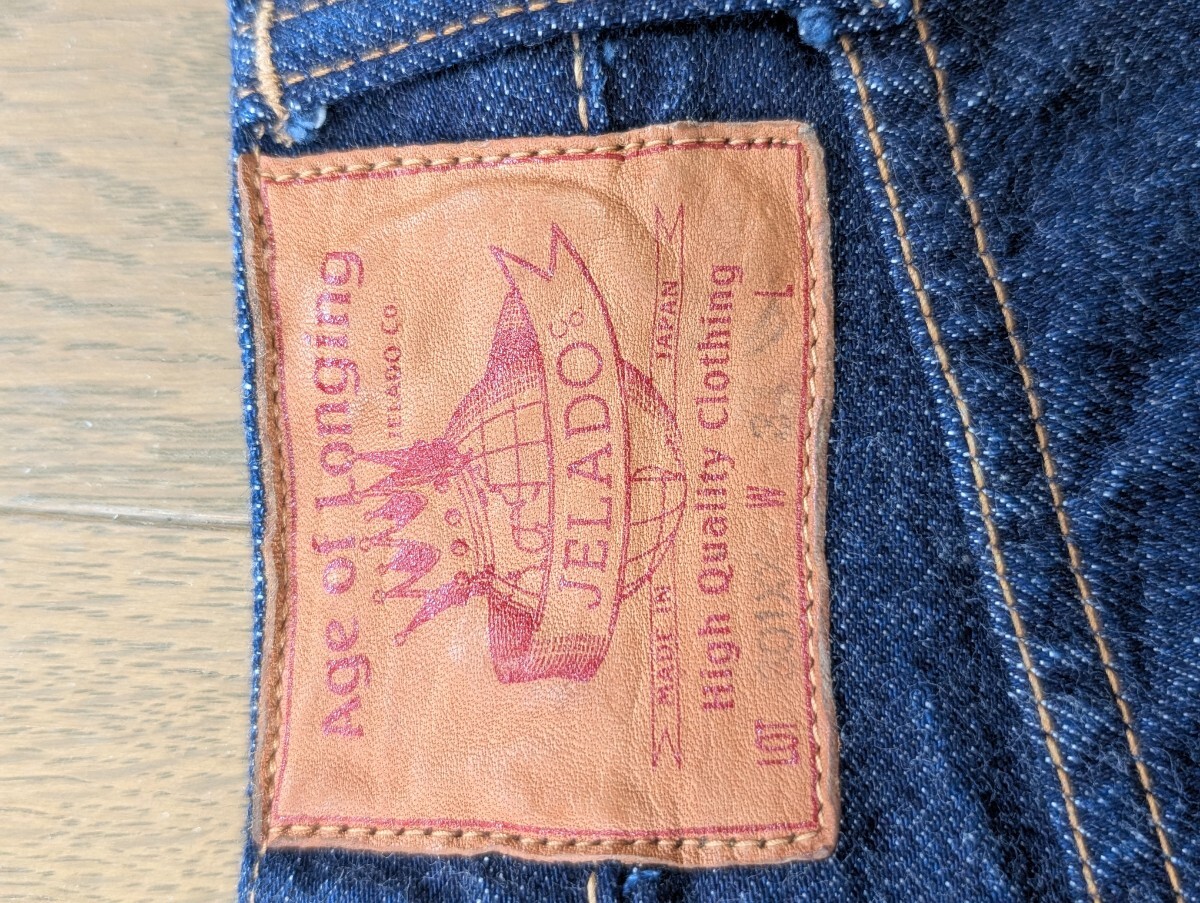 Age of Longing
JELADO CO
JELADO &c.
MADE IN JAPAN
High Quality Clothing
LOT W L